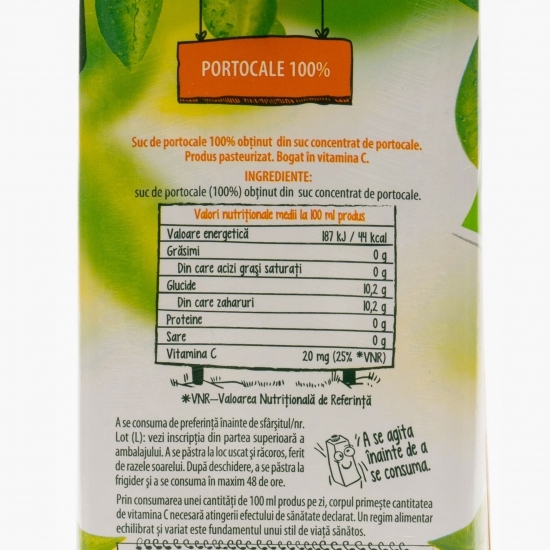 PORTOCALE 100%
Suc de portocale 100% obținut din suc concentrat de portocale.
Produs pasteurizat. Bogat în vitamina C.
INGREDIENTE:
suc de portocale (100%) obținut din suc concentrat de portocale.
Valori nutriționale medii la 100 ml produs
Valoare energetică 187 kJ / 44 kcal
Grăsimi 0 g
Din care acizi grași saturați 0 g
Glucide 10,2 g
Din care zaharuri 10,2 g
Proteine 0 g
Sare 0 g
Vitamina C 20 mg (25% *VNR)
*VNR–Valoarea Nutrițională de Referință
A se consuma de preferință înainte de sfârșitul/nr.
Lot (L): vezi inscripția din partea superioară a
ambalajului. A se păstra la loc uscat și răcoros, ferit
de razele soarelui. După deschidere, a se păstra la
frigider și a se consuma în maxim 48 de ore.
A se agita
înainte de a
se consuma.
Prin consumarea unei cantități de 100 ml produs pe zi, corpul primește cantitatea
de vitamina C necesară atingerii efectului de sănătate declarat. Un regim alimentar
echilibrat și variat este fundamentul unui stil de viață sănătos.